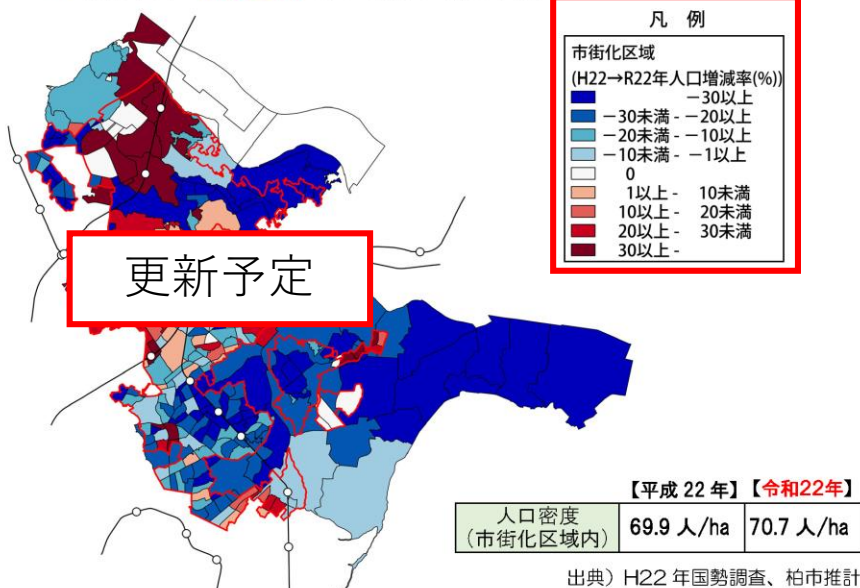 凡 例
市街化区域
(H22→R22年人口増減率(%))
－30以上
－30未満 - －20以上
－20未満 - －10以上
－10未満 - －1以上
0
1以上 - 10未満
10以上 - 20未満
20以上 - 30未満
30以上 -
更新予定
【平成 22 年】【令和22年】
人口密度
(市街化区域内)
69.9 人/ha 70.7 人/ha
出典）H22 年国勢調査、柏市推計